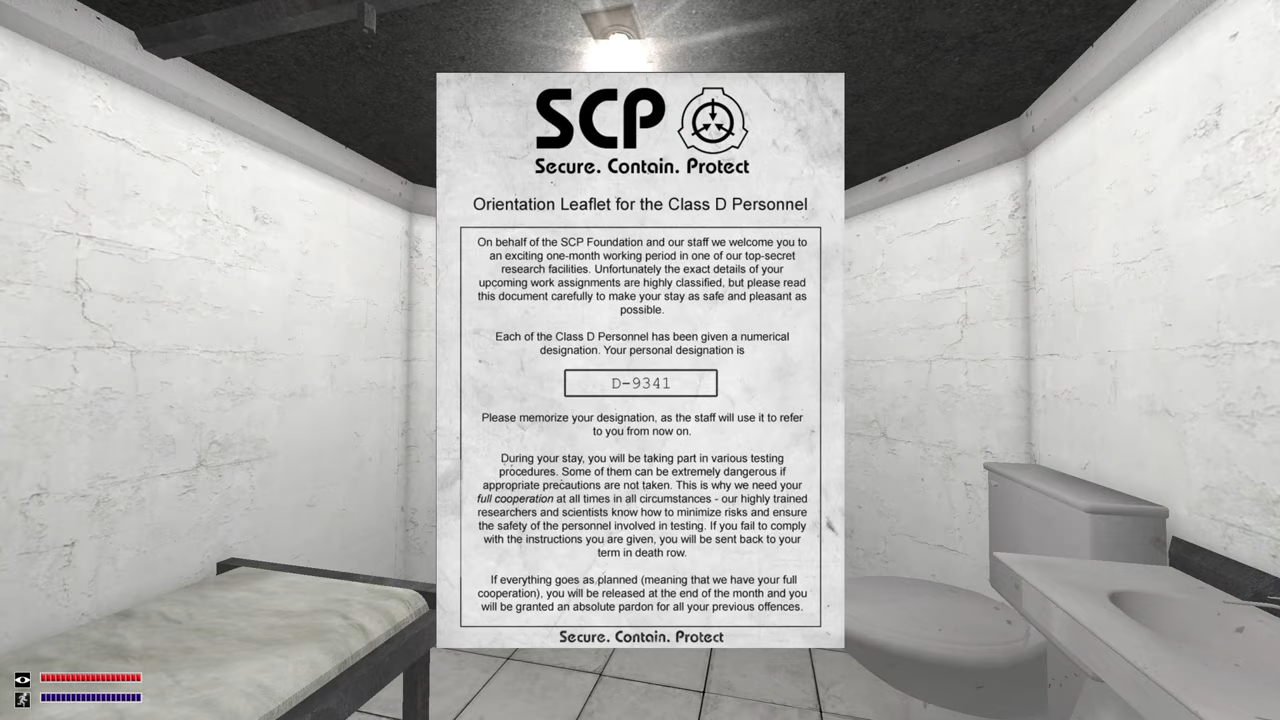 SCP
Secure. Contain. Protect
Orientation Leaflet for the Class D Personnel
On behalf of the SCP Foundation and our staff we welcome you to
an exciting one-month working period in one of our top-secret
research facilities. Unfortunately the exact details of your
upcoming work assignments are highly classified, but please read
this document carefully to make your stay as safe and pleasant as
possible.
Each of the Class D Personnel has been given a numerical
designation. Your personal designation is
D-9341
Please memorize your designation, as the staff will use it to refer
to you from now on.
During your stay, you will be taking part in various testing
procedures. Some of them can be extremely dangerous if
appropriate precautions are not taken. This is why we need your
full cooperation at all times in all circumstances - our highly trained
researchers and scientists know how to minimize risks and ensure
the safety of the personnel involved in testing. If you fail to comply
with the instructions you are given, you will be sent back to your
term in death row.
If everything goes as planned (meaning that we have your full
cooperation), you will be released at the end of the month and you
will be granted an absolute pardon for all your previous offences.
Secure. Contain. Protect